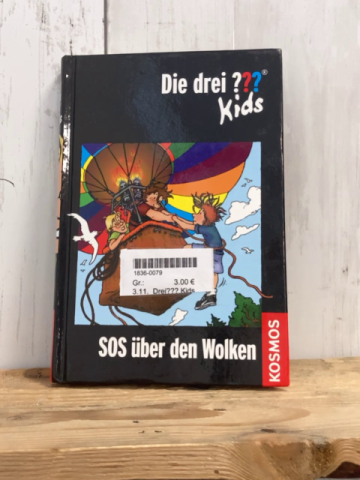 Die drei ???®
Kids
1836-0079
Gr.: 3.00 €
3.11. Drei??? Kids
SOS über den Wolken
KOSMOS